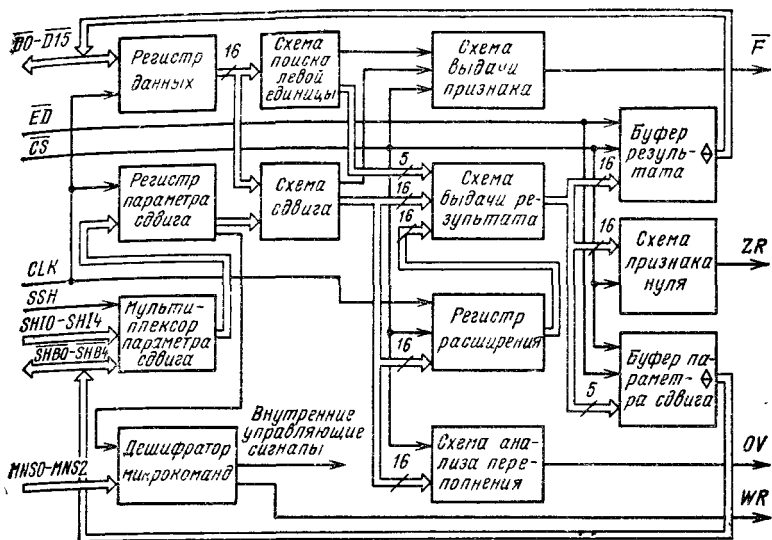 D0-D15
ED
CS
CLK
SSH
SHI0-SHI4
SHB0-SHB4
MNS0-MNS2
Регистр
данных
16
Схема
поиска
левой
единицы
Схема
выдачи
признака
F
Регистр
параметра
сдвига
Схема
сдвига
5
16
16
Схема
выдачи ре-
зультата
16
Буфер
резуль-
тата
16
Схема
признака
нуля
ZR
Мульти-
плексор
параметра
сдвига
16
Регистр
расширения
5
Буфер па-
рамет-
ра сдвига
Дешифратор
микрокоманд
Внутренние
управляющие
сигналы
16
Схема ана-
лиза пере-
полнения
OV
WR